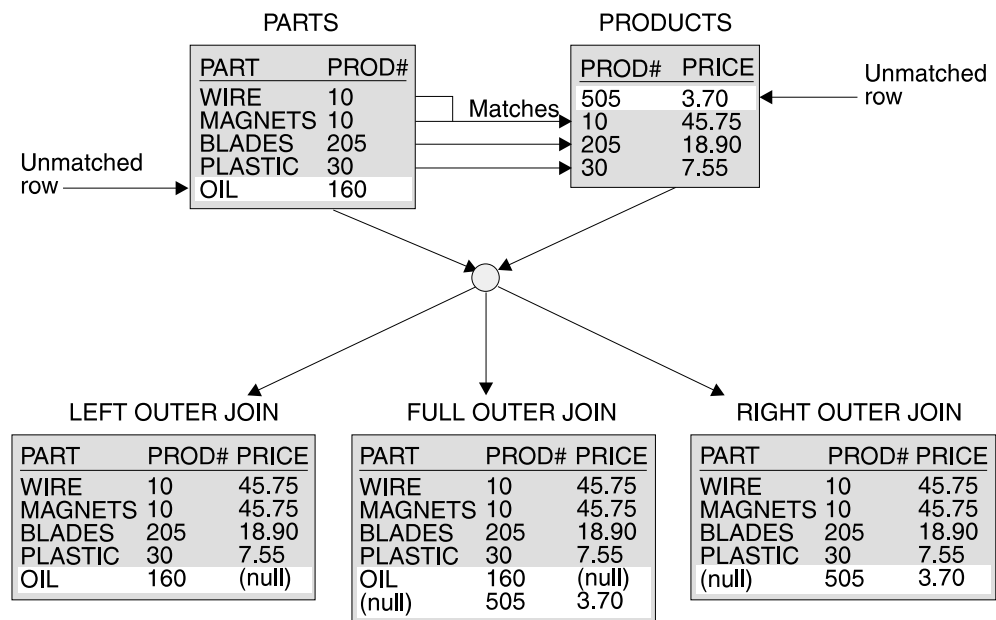 PARTS
PART PROD#
WIRE 10
MAGNETS 10
BLADES 205
PLASTIC 30
OIL 160
Unmatched
row
Matches
PRODUCTS
PROD# PRICE
505 3.70
10 45.75
205 18.90
30 7.55
Unmatched
row
LEFT OUTER JOIN
PART PROD# PRICE
WIRE 10 45.75
MAGNETS 10 45.75
BLADES 205 18.90
PLASTIC 30 7.55
OIL 160 (null)
FULL OUTER JOIN
PART PROD# PRICE
WIRE 10 45.75
MAGNETS 10 45.75
BLADES 205 18.90
PLASTIC 30 7.55
OIL 160 (null)
(null) 505 3.70
RIGHT OUTER JOIN
PART PROD# PRICE
WIRE 10 45.75
MAGNETS 10 45.75
BLADES 205 18.90
PLASTIC 30 7.55
(null) 505 3.70